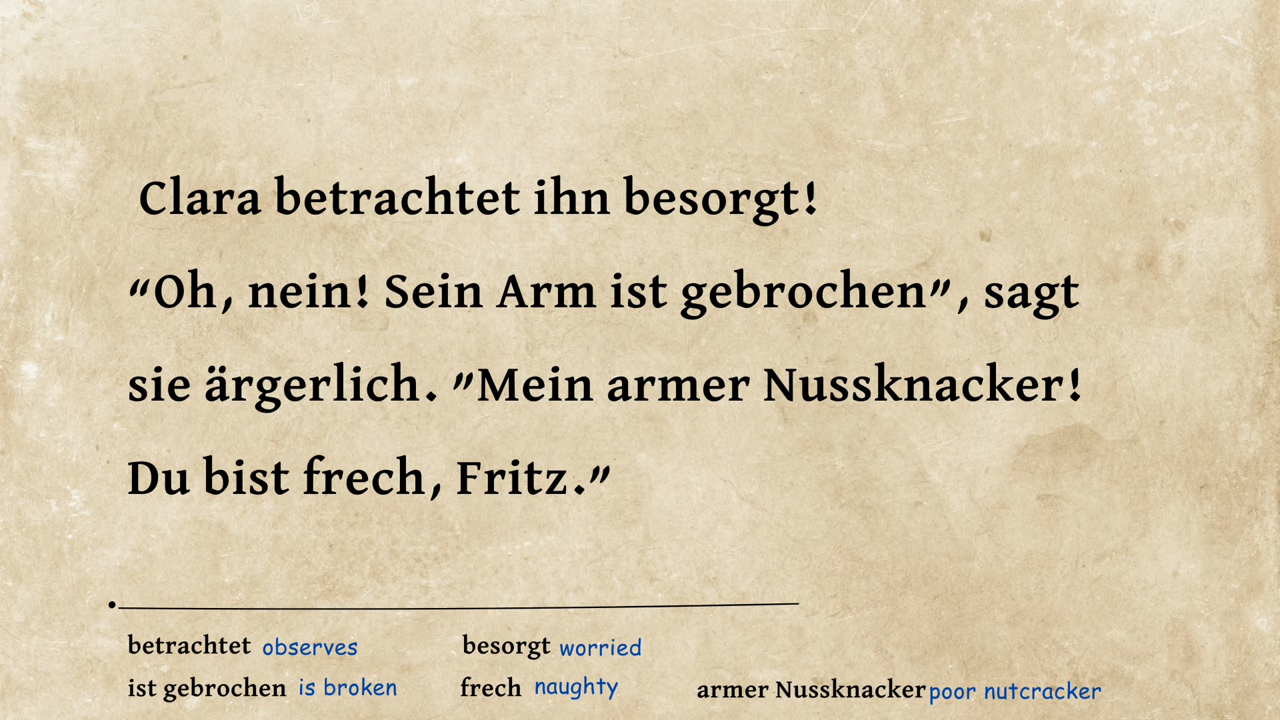 Clara betrachtet ihn besorgt!
“Oh, nein! Sein Arm ist gebrochen”, sagt
sie ärgerlich. ”Mein armer Nussknacker!
Du bist frech, Fritz.”
betrachtet observes besorgt worried
ist gebrochen is broken frech naughty armer Nussknacker poor nutcracker